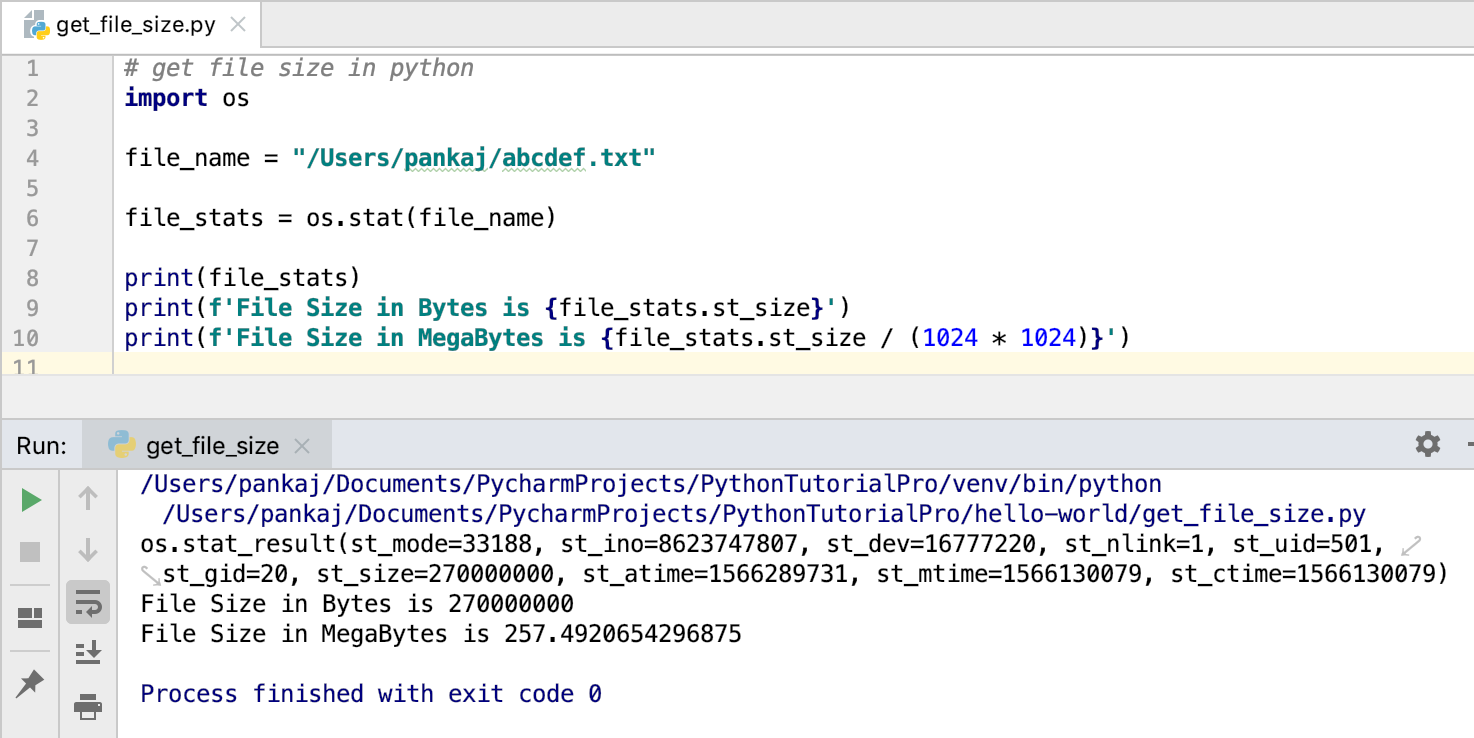 get_file_size.py
1 # get file size in python
2 import os
3
4 file_name = "/Users/pankaj/abcdef.txt"
5
6 file_stats = os.stat(file_name)
7
8 print(file_stats)
9 print(f'File Size in Bytes is {file_stats.st_size}')
10 print(f'File Size in MegaBytes is {file_stats.st_size / (1024 * 1024)}')
11
Run: get_file_size
/Users/pankaj/Documents/PycharmProjects/PythonTutorialPro/venv/bin/python
/Users/pankaj/Documents/PycharmProjects/PythonTutorialPro/hello-world/get_file_size.py
os.stat_result(st_mode=33188, st_ino=8623747807, st_dev=16777220, st_nlink=1, st_uid=501,
st_gid=20, st_size=270000000, st_atime=1566289731, st_mtime=1566130079, st_ctime=1566130079)
File Size in Bytes is 270000000
File Size in MegaBytes is 257.4920654296875
Process finished with exit code 0